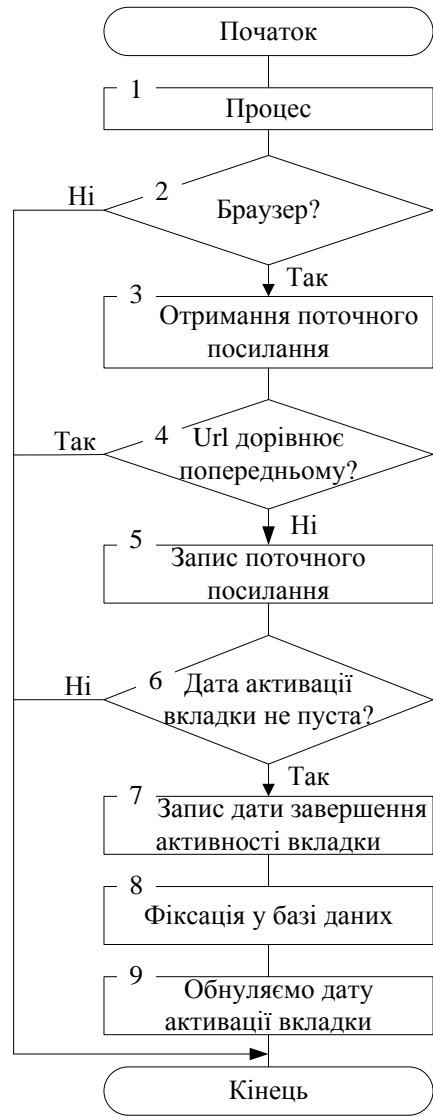 Початок
1
Процес
Ні
2
Браузер?
Так
3
Отримання поточного
посилання
Так
4
Url дорівнює
попередньому?
Ні
5
Запис поточного
посилання
Ні
6
Дата активації
вкладки не пуста?
Так
7
Запис дати завершення
активності вкладки
8
Фіксація у базі даних
9
Обнуляємо дату
активації вкладки
Кінець